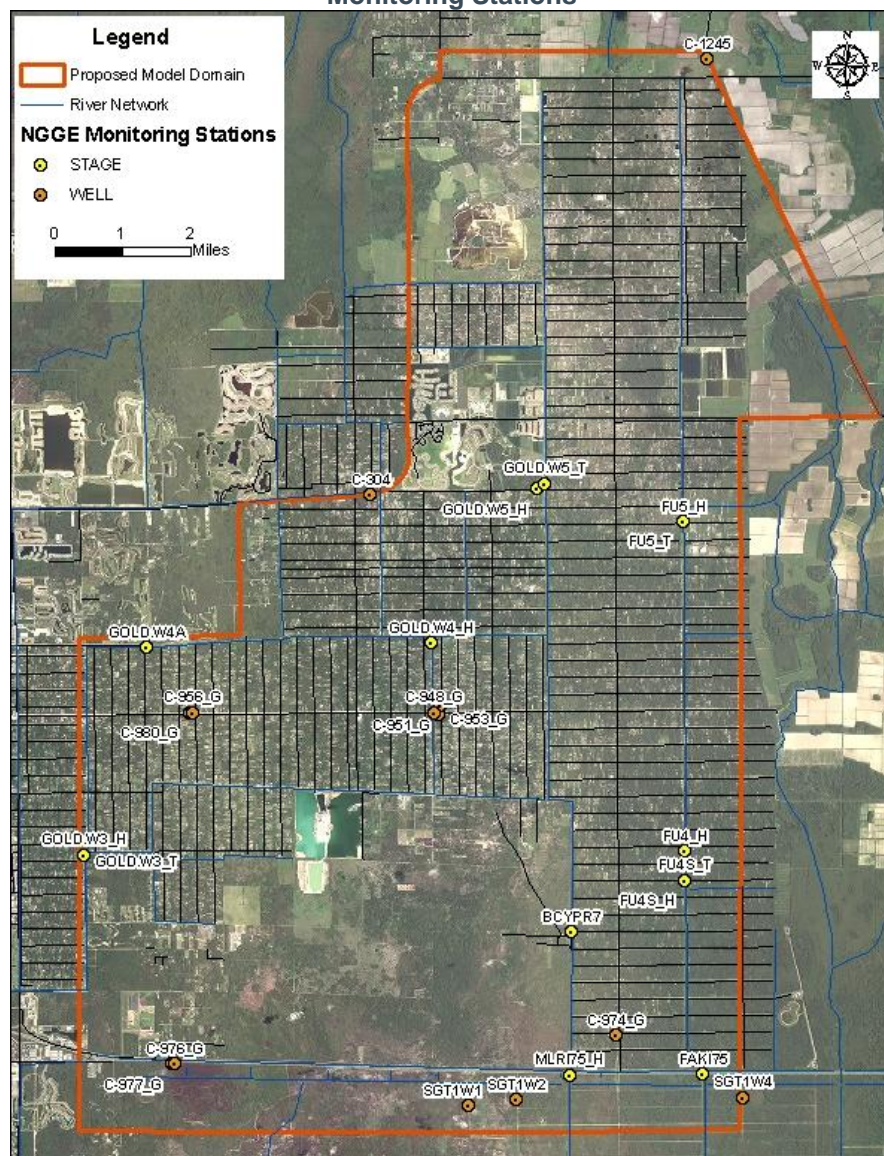 Monitoring Stations
Legend
Proposed Model Domain
River Network
NGGE Monitoring Stations
STAGE
WELL
0 1 2
Miles
N
W E
S
C-1245
C-304
GOLD.W5_T
GOLD.W5_H
FU5_H
FU5_T
GOLD.W4A
GOLD.W4_H
C-956_G
C-980_G
C-948_G
C-951_G
C-953_G
GOLD.W3_H
GOLD.W3_T
FU4_H
FU4S_T
FU4S_H
BCYPR7
C-974_G
C-976_G
C-977_G
MLRI75_H
FAKI75
SGT1W1
SGT1W2
SGT1W4